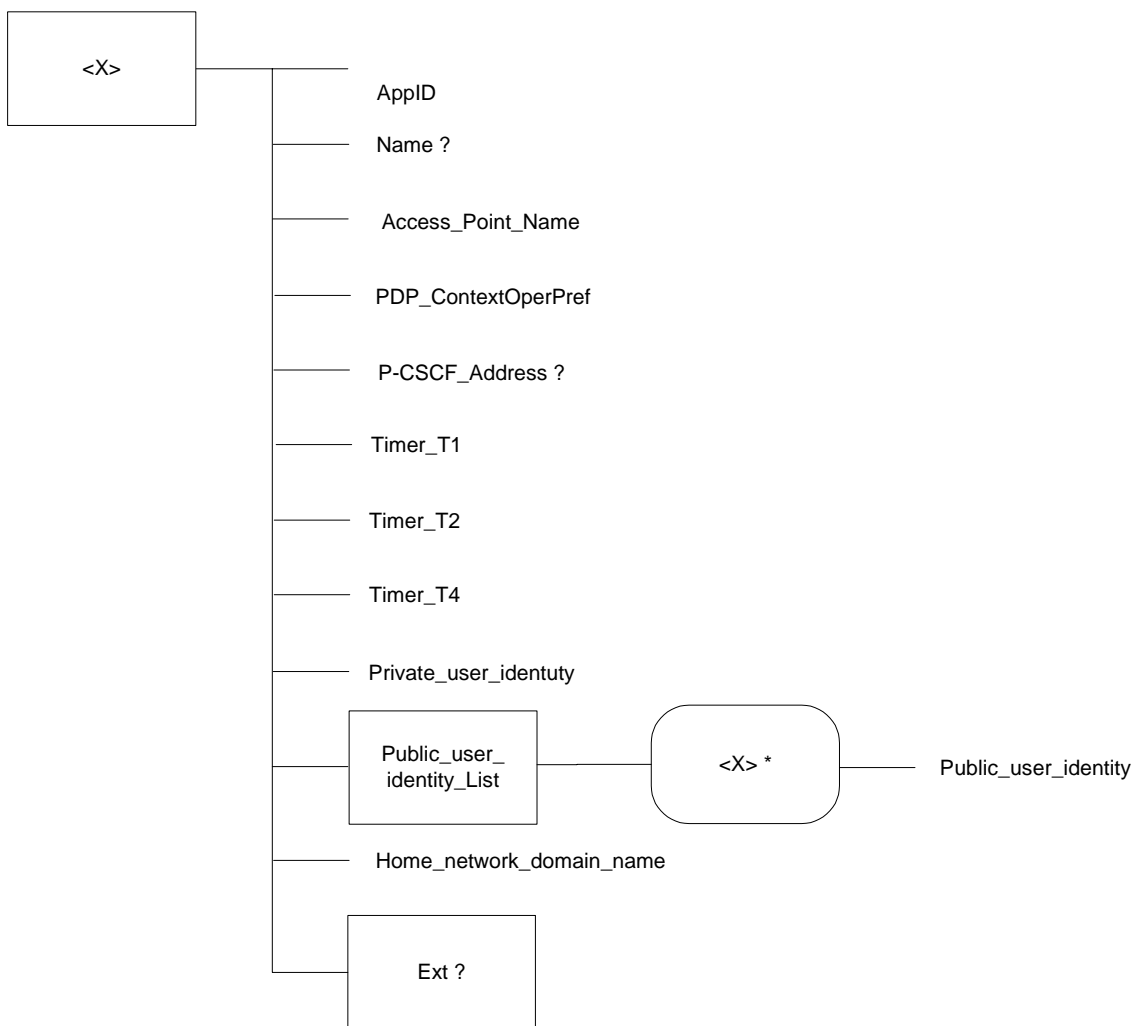 <X>
AppID
Name ?
Access_Point_Name
PDP_ContextOperPref
P-CSCF_Address ?
Timer_T1
Timer_T2
Timer_T4
Private_user_identuty
Public_user_
identity_List
<X> *
Public_user_identity
Home_network_domain_name
Ext ?